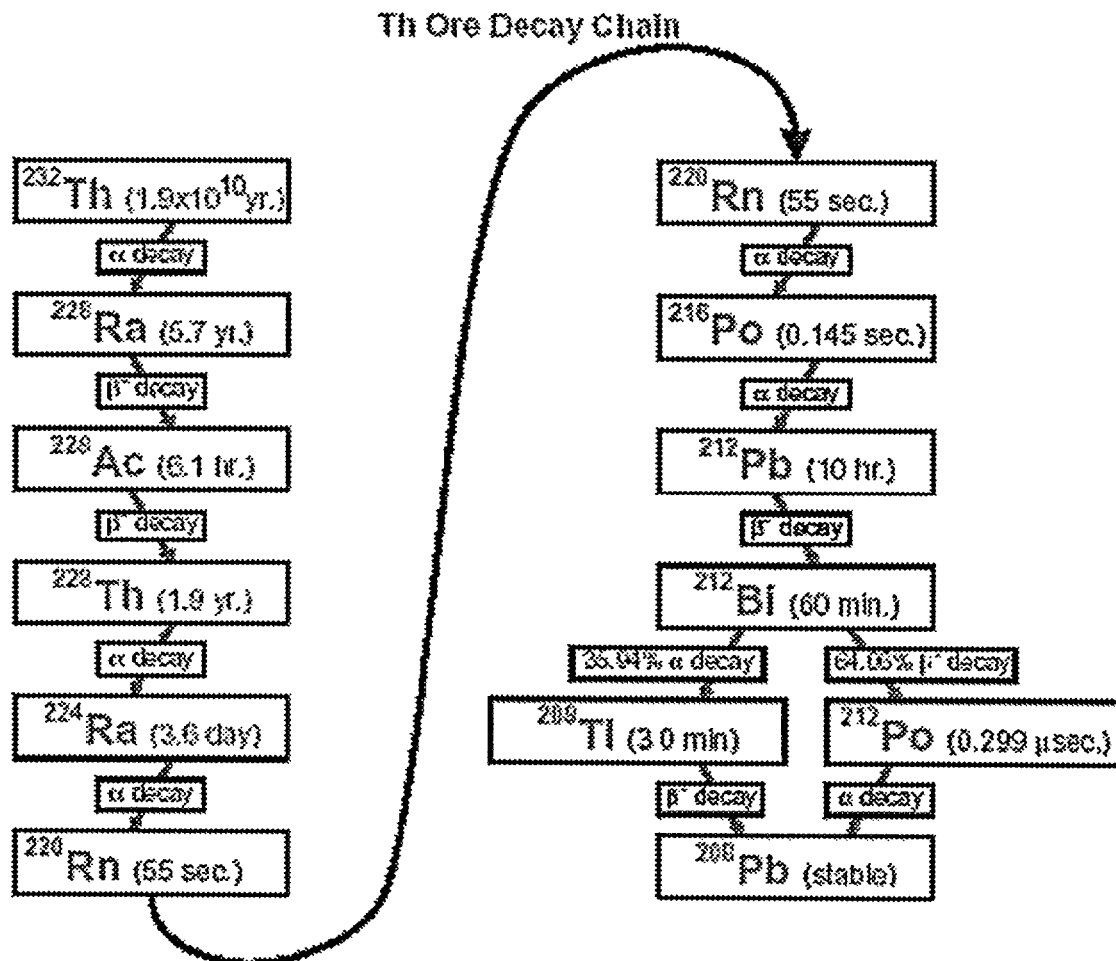 Th Ore Decay Chain
232Th (1.9x10^10yr.)
α decay
228Ra (5.7 yr.)
β- decay
228Ac (6.1 hr.)
β- decay
228Th (1.9 yr.)
α decay
224Ra (3.6 day)
α decay
220Rn (55 sec.)
220Rn (55 sec.)
α decay
216Po (0.145 sec.)
α decay
212Pb (10 hr.)
β- decay
212Bi (60 min.)
35.94% α decay
64.06% β- decay
208Tl (3.0 min)
212Po (0.299 μsec.)
β- decay
α decay
208Pb (stable)